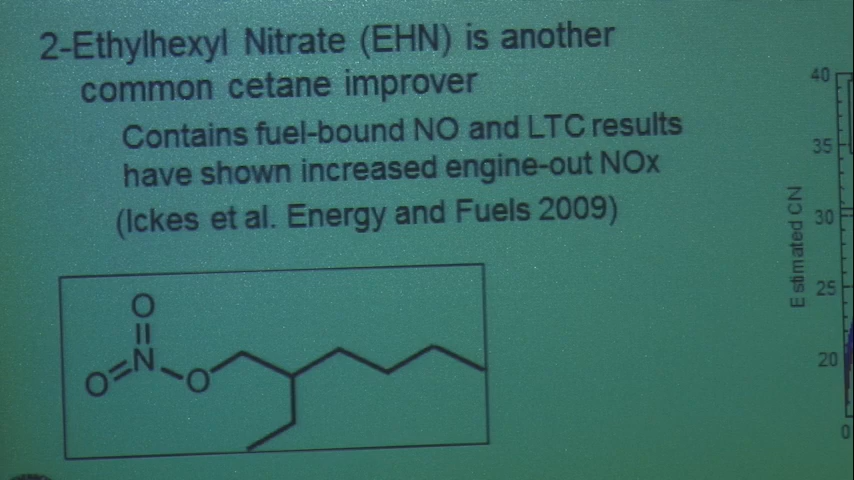 2-Ethylhexyl Nitrate (EHN) is another
common cetane improver
Contains fuel-bound NO and LTC results
have shown increased engine-out NOx
(Ickes et al. Energy and Fuels 2009)
O
O
N
O
Estimated CN
40
35
30
25
20
0